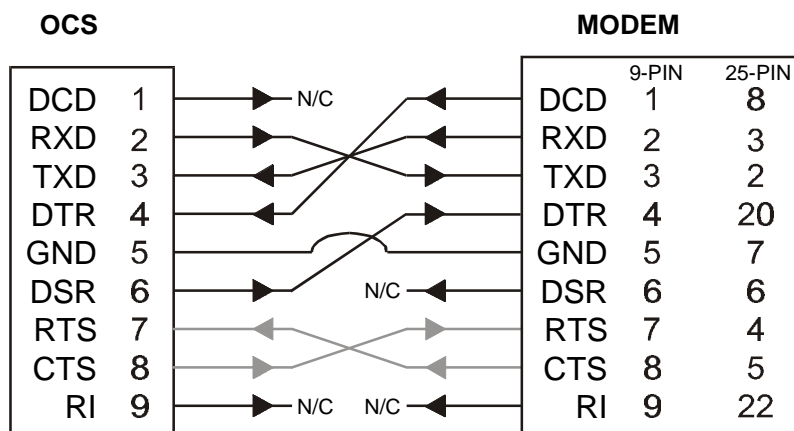 OCS MODEM
9-PIN 25-PIN
DCD 1 N/C DCD 1 8
RXD 2 RXD 2 3
TXD 3 TXD 3 2
DTR 4 DTR 4 20
GND 5 GND 5 7
DSR 6 N/C DSR 6 6
RTS 7 RTS 7 4
CTS 8 CTS 8 5
RI 9 N/C N/C RI 9 22